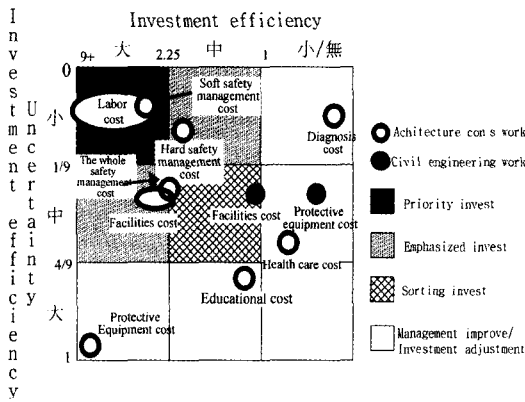 Investment efficiency
Investment efficiency
Uncertainty
大 中 小/無
9+ 2.25 1
0
小
1/9
中
4/9
大
1
Labor
cost
Soft safety
management
cost
Hard safety
management
cost
Diagnosis
cost
The whole
safety
management
cost
Facilities cost
Facilities cost
Protective
equipment cost
Health care cost
Educational cost
Protective
Equipment cost
Achitecture con s work
Civil engineering work
Priority invest
Emphasized invest
Sorting invest
Management improve/
Investment adjustment